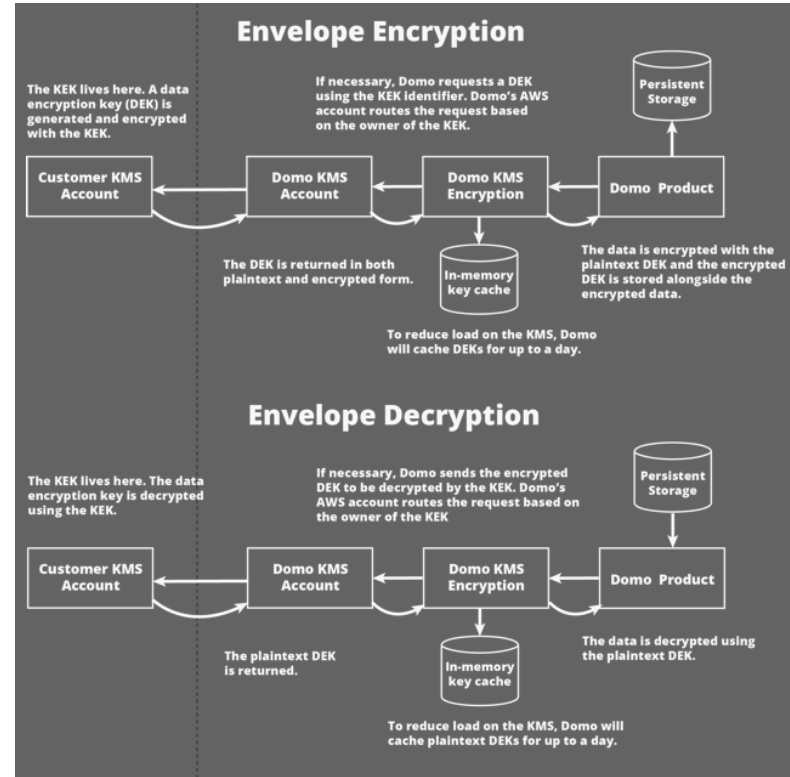 Envelope Encryption
The KEK lives here. A data
encryption key (DEK) is
generated and encrypted
with the KEK.
If necessary, Domo requests a DEK
using the KEK identifier. Domo's AWS
account routes the request based
on the owner of the KEK.
Persistent
Storage
Customer KMS
Account
Domo KMS
Account
Domo KMS
Encryption
Domo Product
The DEK is returned in both
plaintext and encrypted form.
In-memory
key cache
The data is encrypted with the
plaintext DEK and the encrypted
DEK is stored alongside the
encrypted data.
To reduce load on the KMS, Domo
will cache DEKs for up to a day.
Envelope Decryption
The KEK lives here. The data
encryption key is decrypted
using the KEK.
If necessary, Domo sends the encrypted
DEK to be decrypted by the KEK. Domo's
AWS account routes the request based on
the owner of the KEK
Persistent
Storage
Customer KMS
Account
Domo KMS
Account
Domo KMS
Encryption
Domo Product
The plaintext DEK
is returned.
In-memory
key cache
The data is decrypted using
the plaintext DEK.
To reduce load on the KMS, Domo will
cache plaintext DEKs for up to a day.